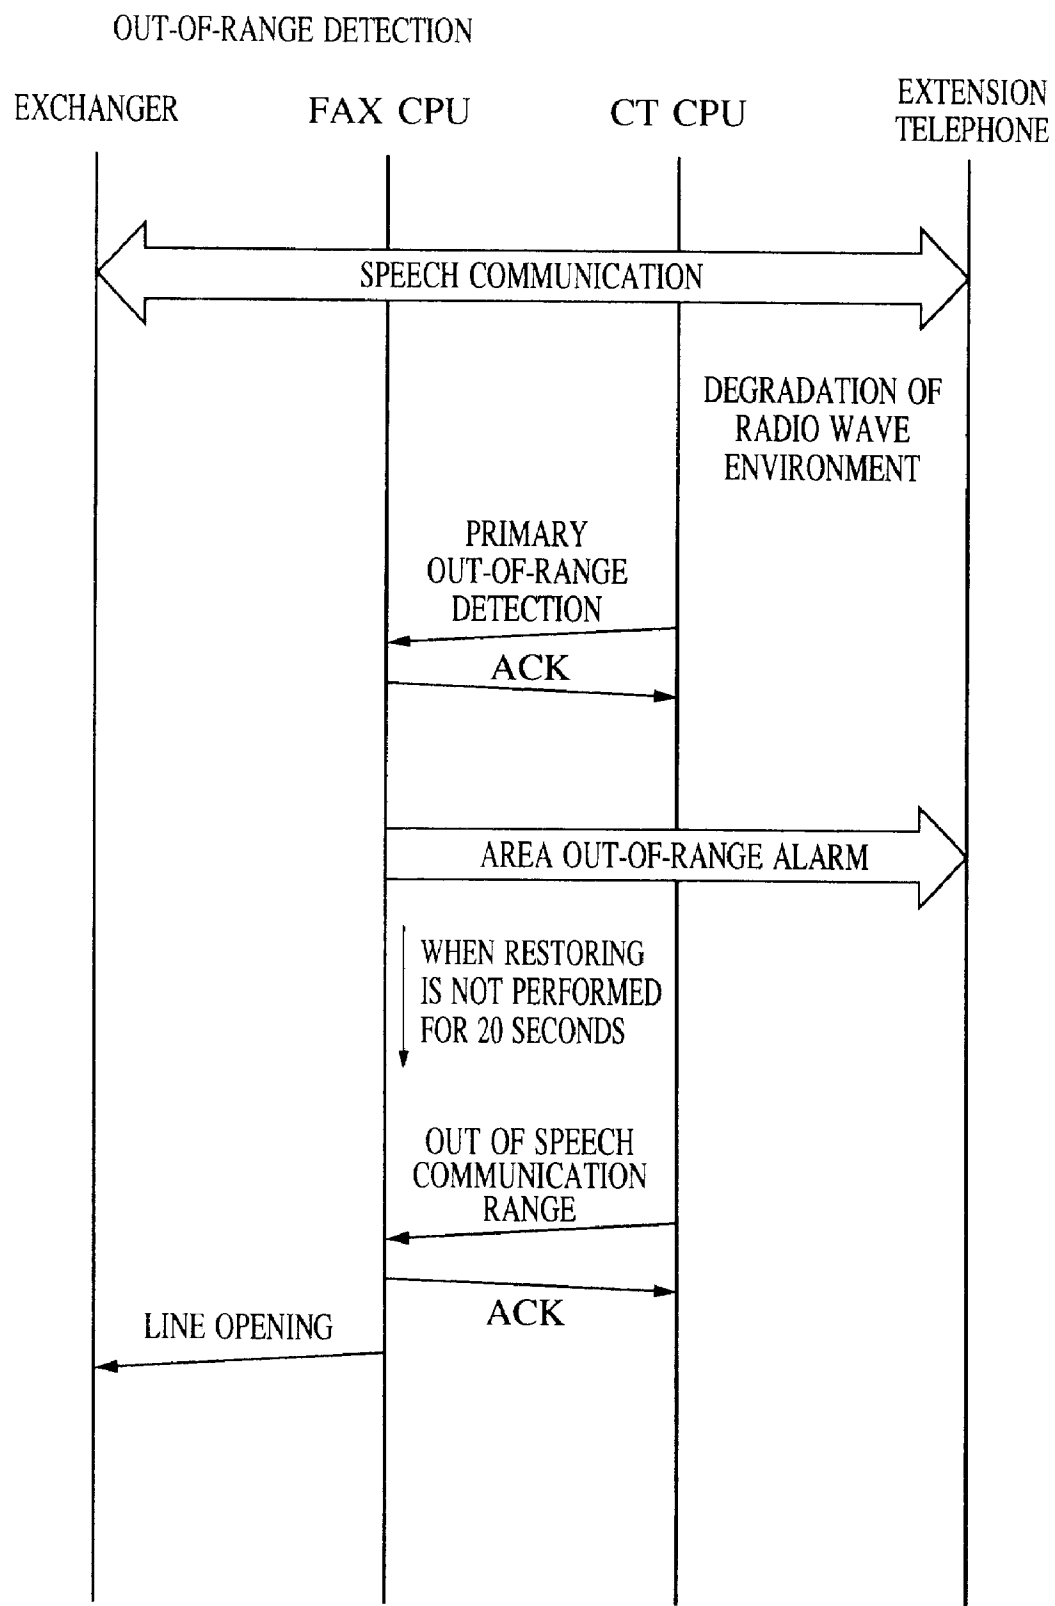 OUT-OF-RANGE DETECTION
EXCHANGER
FAX CPU
CT CPU
EXTENSION
TELEPHONE
SPEECH COMMUNICATION
DEGRADATION OF
RADIO WAVE
ENVIRONMENT
PRIMARY
OUT-OF-RANGE
DETECTION
ACK
AREA OUT-OF-RANGE ALARM
WHEN RESTORING
IS NOT PERFORMED
FOR 20 SECONDS
OUT OF SPEECH
COMMUNICATION
RANGE
ACK
LINE OPENING